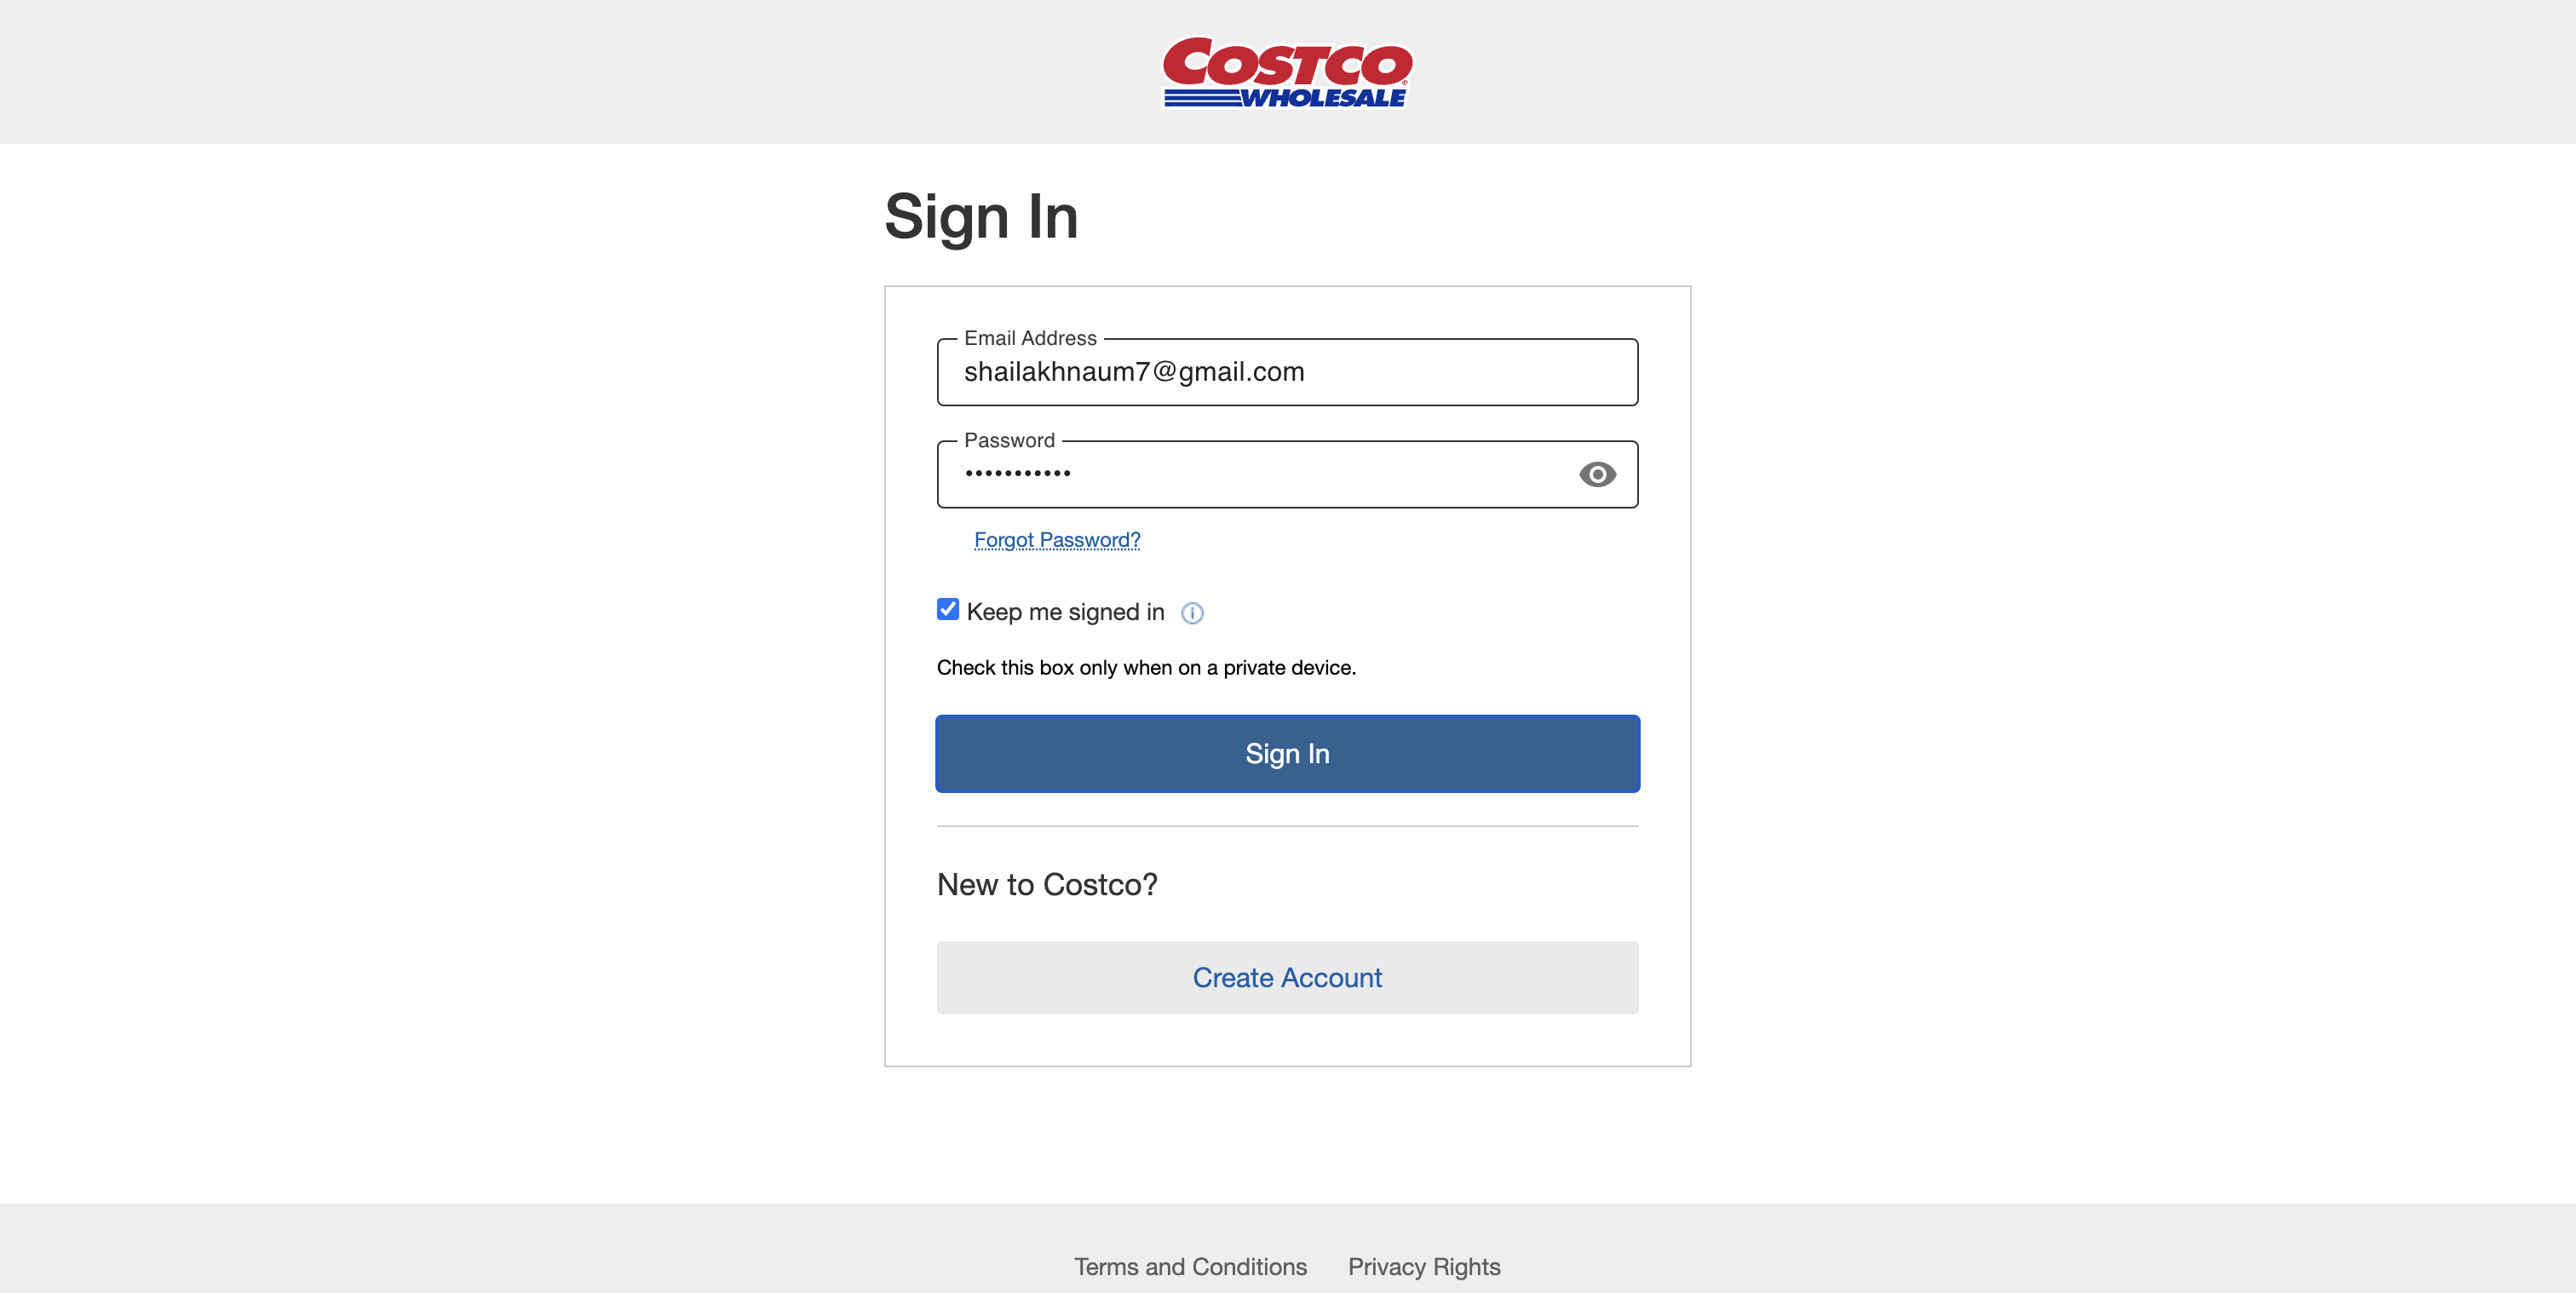 COSTCO
WHOLESALE
Sign In
Email Address
shailakhnaum7@gmail.com
Password
•••••••••••
Forgot Password?
Keep me signed in
Check this box only when on a private device.
Sign In
New to Costco?
Create Account
Terms and Conditions Privacy Rights